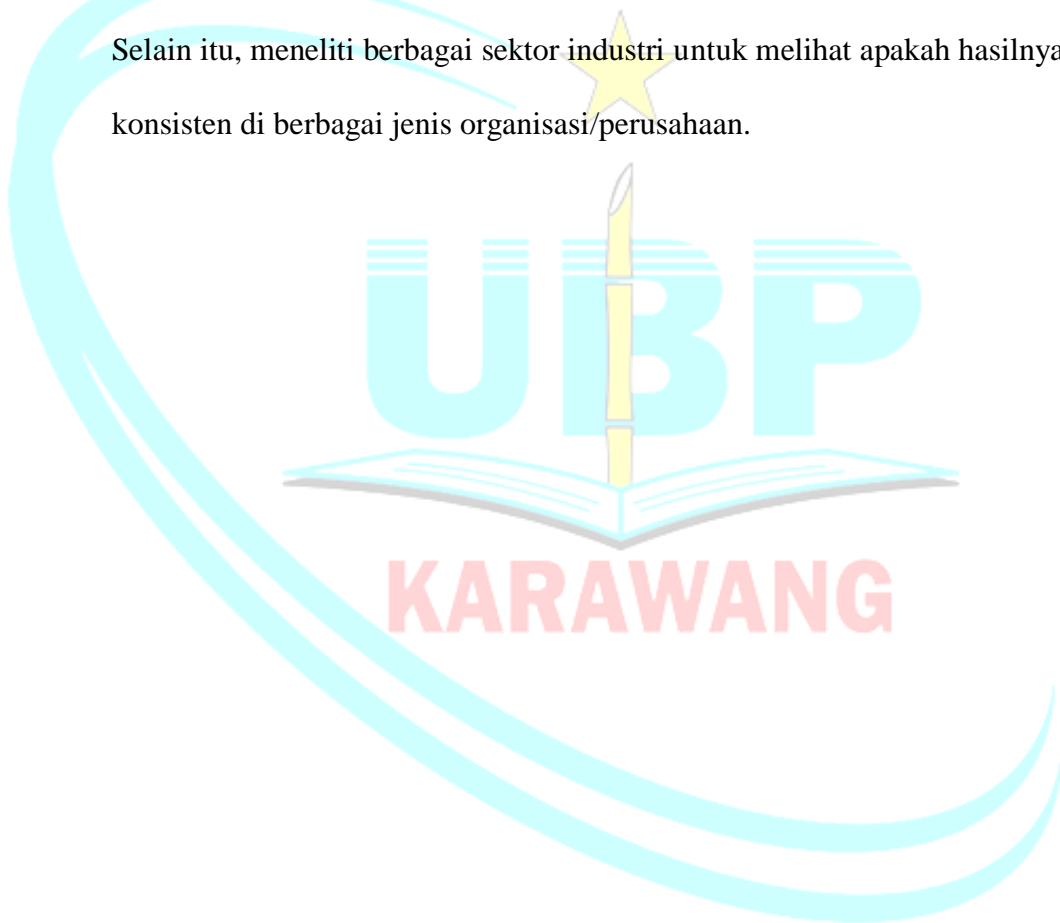 Selain itu, meneliti berbagai sektor industri untuk melihat apakah hasilnya
konsisten di berbagai jenis organisasi/perusahaan.
UBP
KARAWANG